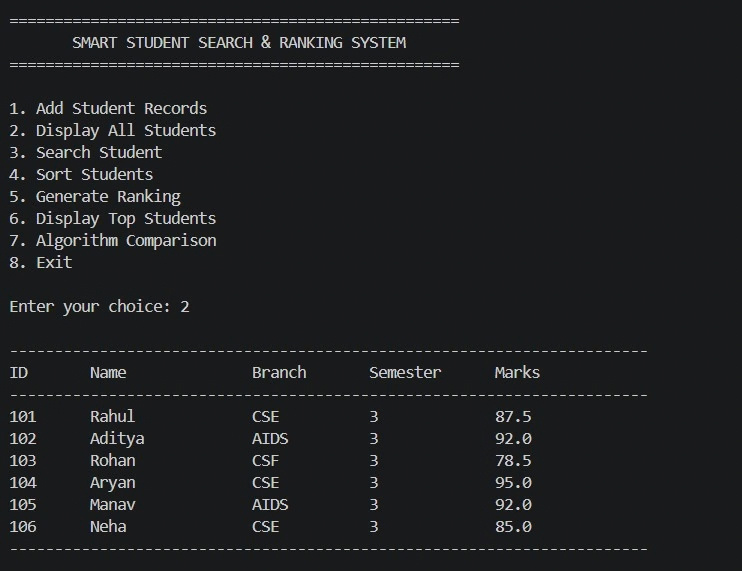 ==================================================
SMART STUDENT SEARCH & RANKING SYSTEM
==================================================
1. Add Student Records
2. Display All Students
3. Search Student
4. Sort Students
5. Generate Ranking
6. Display Top Students
7. Algorithm Comparison
8. Exit
Enter your choice: 2
-----------------------------------------------------------------------
ID Name Branch Semester Marks
-----------------------------------------------------------------------
101 Rahul CSE 3 87.5
102 Aditya AIDS 3 92.0
103 Rohan CSF 3 78.5
104 Aryan CSE 3 95.0
105 Manav AIDS 3 92.0
106 Neha CSE 3 85.0
-----------------------------------------------------------------------